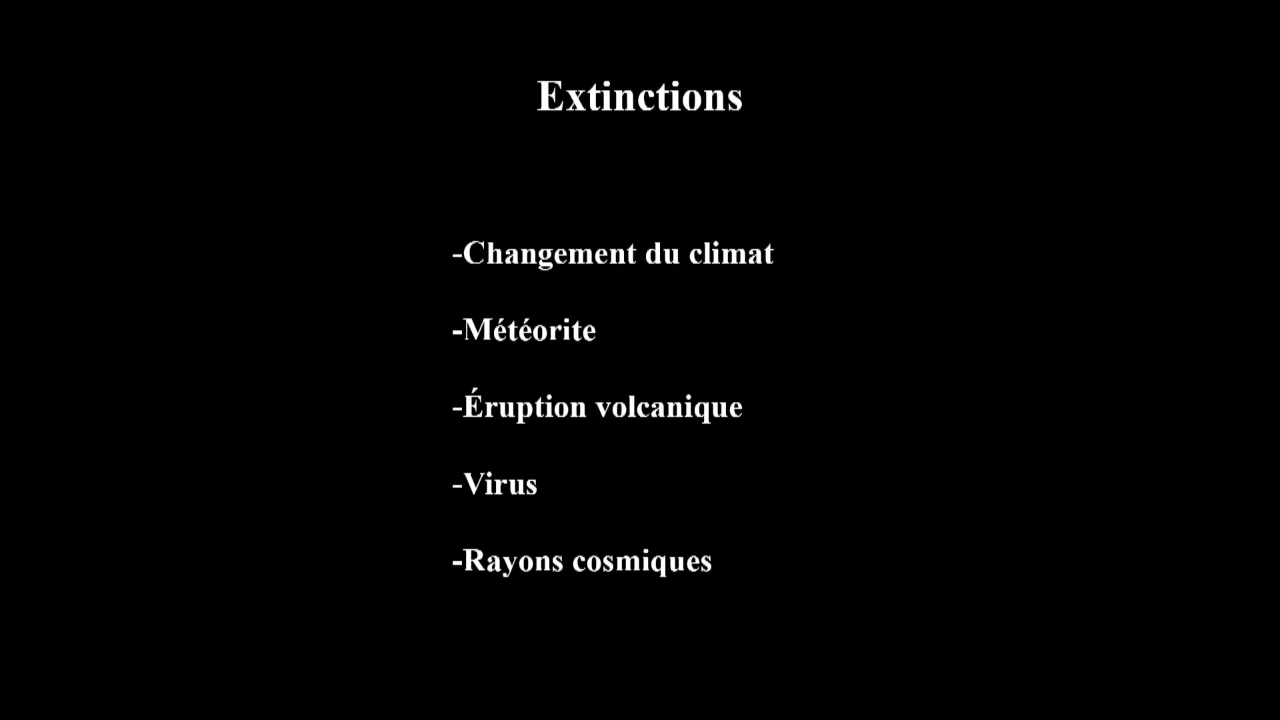 Extinctions
-Changement du climat
-Météorite
-Éruption volcanique
-Virus
-Rayons cosmiques